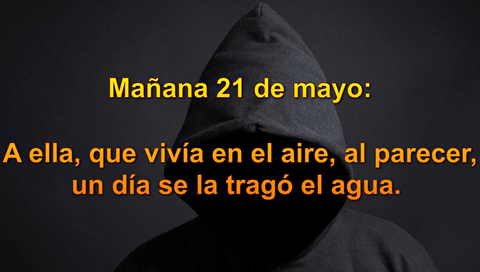 Mañana 21 de mayo:
A ella, que vivía en el aire, al parecer,
un día se la tragó el agua.